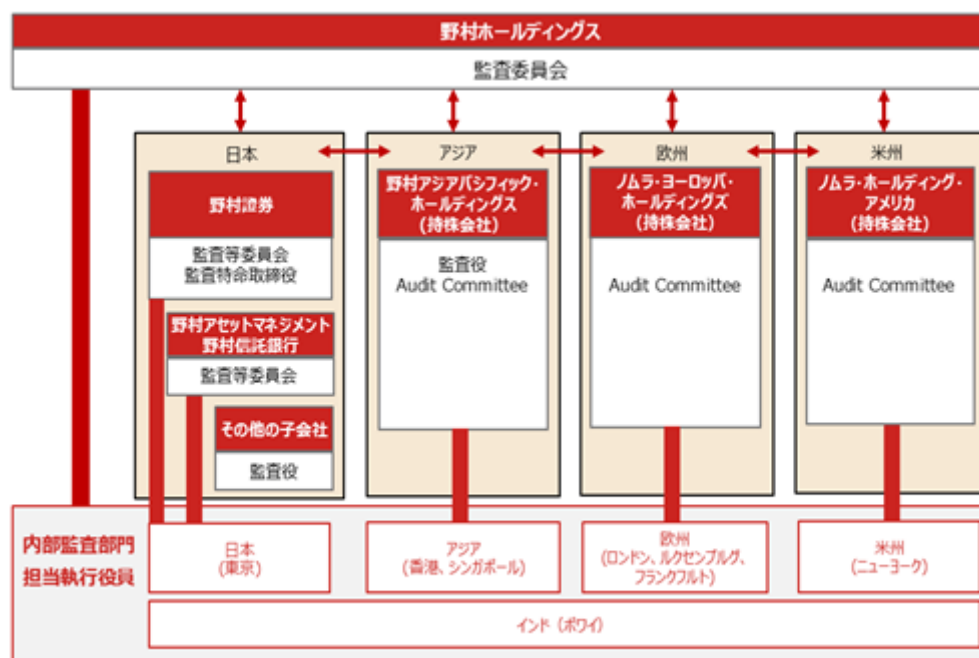 野村ホールディングス
監査委員会
日本
野村證券
監査等委員会
監査特命取締役
野村アセットマネジメント
野村信託銀行
監査等委員会
その他の子会社
監査役
アジア
野村アジアパシフィック・
ホールディングス
(持株会社)
監査役
Audit Committee
欧州
ノムラ・ヨーロッパ・
ホールディングズ
(持株会社)
Audit Committee
米州
ノムラ・ホールディング・
アメリカ
(持株会社)
Audit Committee
内部監査部門
担当執行役員
日本
(東京)
アジア
(香港、シンガポール)
欧州
(ロンドン、ルクセンブルグ、
フランクフルト)
米州
(ニューヨーク)
インド (ポワイ)